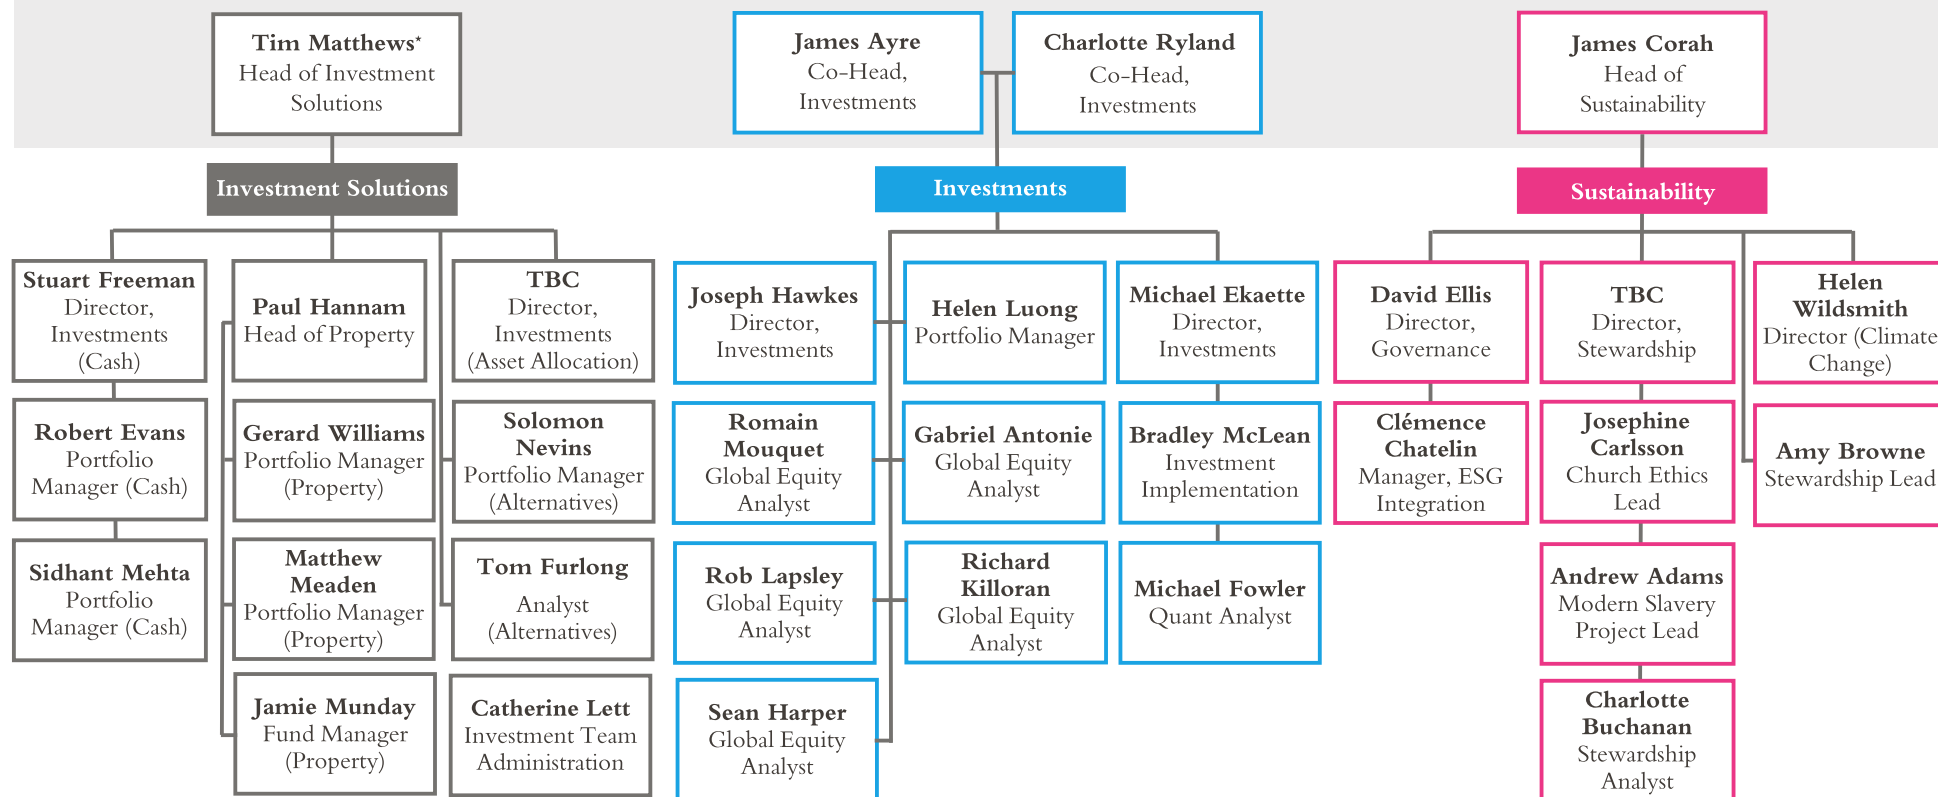 Tim Matthews*
Head of Investment
Solutions
James Ayre
Co-Head,
Investments
Charlotte Ryland
Co-Head,
Investments
James Corah
Head of
Sustainability
Investment Solutions
Investments
Sustainability
Stuart Freeman
Director,
Investments
(Cash)
Paul Hannam
Head of Property
TBC
Director,
Investments
(Asset Allocation)
Joseph Hawkes
Director,
Investments
Helen Luong
Portfolio Manager
Michael Ekaette
Director,
Investments
David Ellis
Director,
Governance
TBC
Director,
Stewardship
Helen
Wildsmith
Director (Climate
Change)
Robert Evans
Portfolio
Manager (Cash)
Gerard Williams
Portfolio Manager
(Property)
Solomon
Nevins
Portfolio Manager
(Alternatives)
Romain
Mouquet
Global Equity
Analyst
Gabriel Antonie
Global Equity
Analyst
Bradley McLean
Investment
Implementation
Clémence
Chatelin
Manager, ESG
Integration
Josephine
Carlsson
Church Ethics
Lead
Amy Browne
Stewardship Lead
Sidhant Mehta
Portfolio
Manager (Cash)
Matthew
Meaden
Portfolio Manager
(Property)
Tom Furlong
Analyst
(Alternatives)
Rob Lapsley
Global Equity
Analyst
Richard
Killoran
Global Equity
Analyst
Michael Fowler
Quant Analyst
Andrew Adams
Modern Slavery
Project Lead
Jamie Munday
Fund Manager
(Property)
Catherine Lett
Investment Team
Administration
Sean Harper
Global Equity
Analyst
Charlotte
Buchanan
Stewardship
Analyst